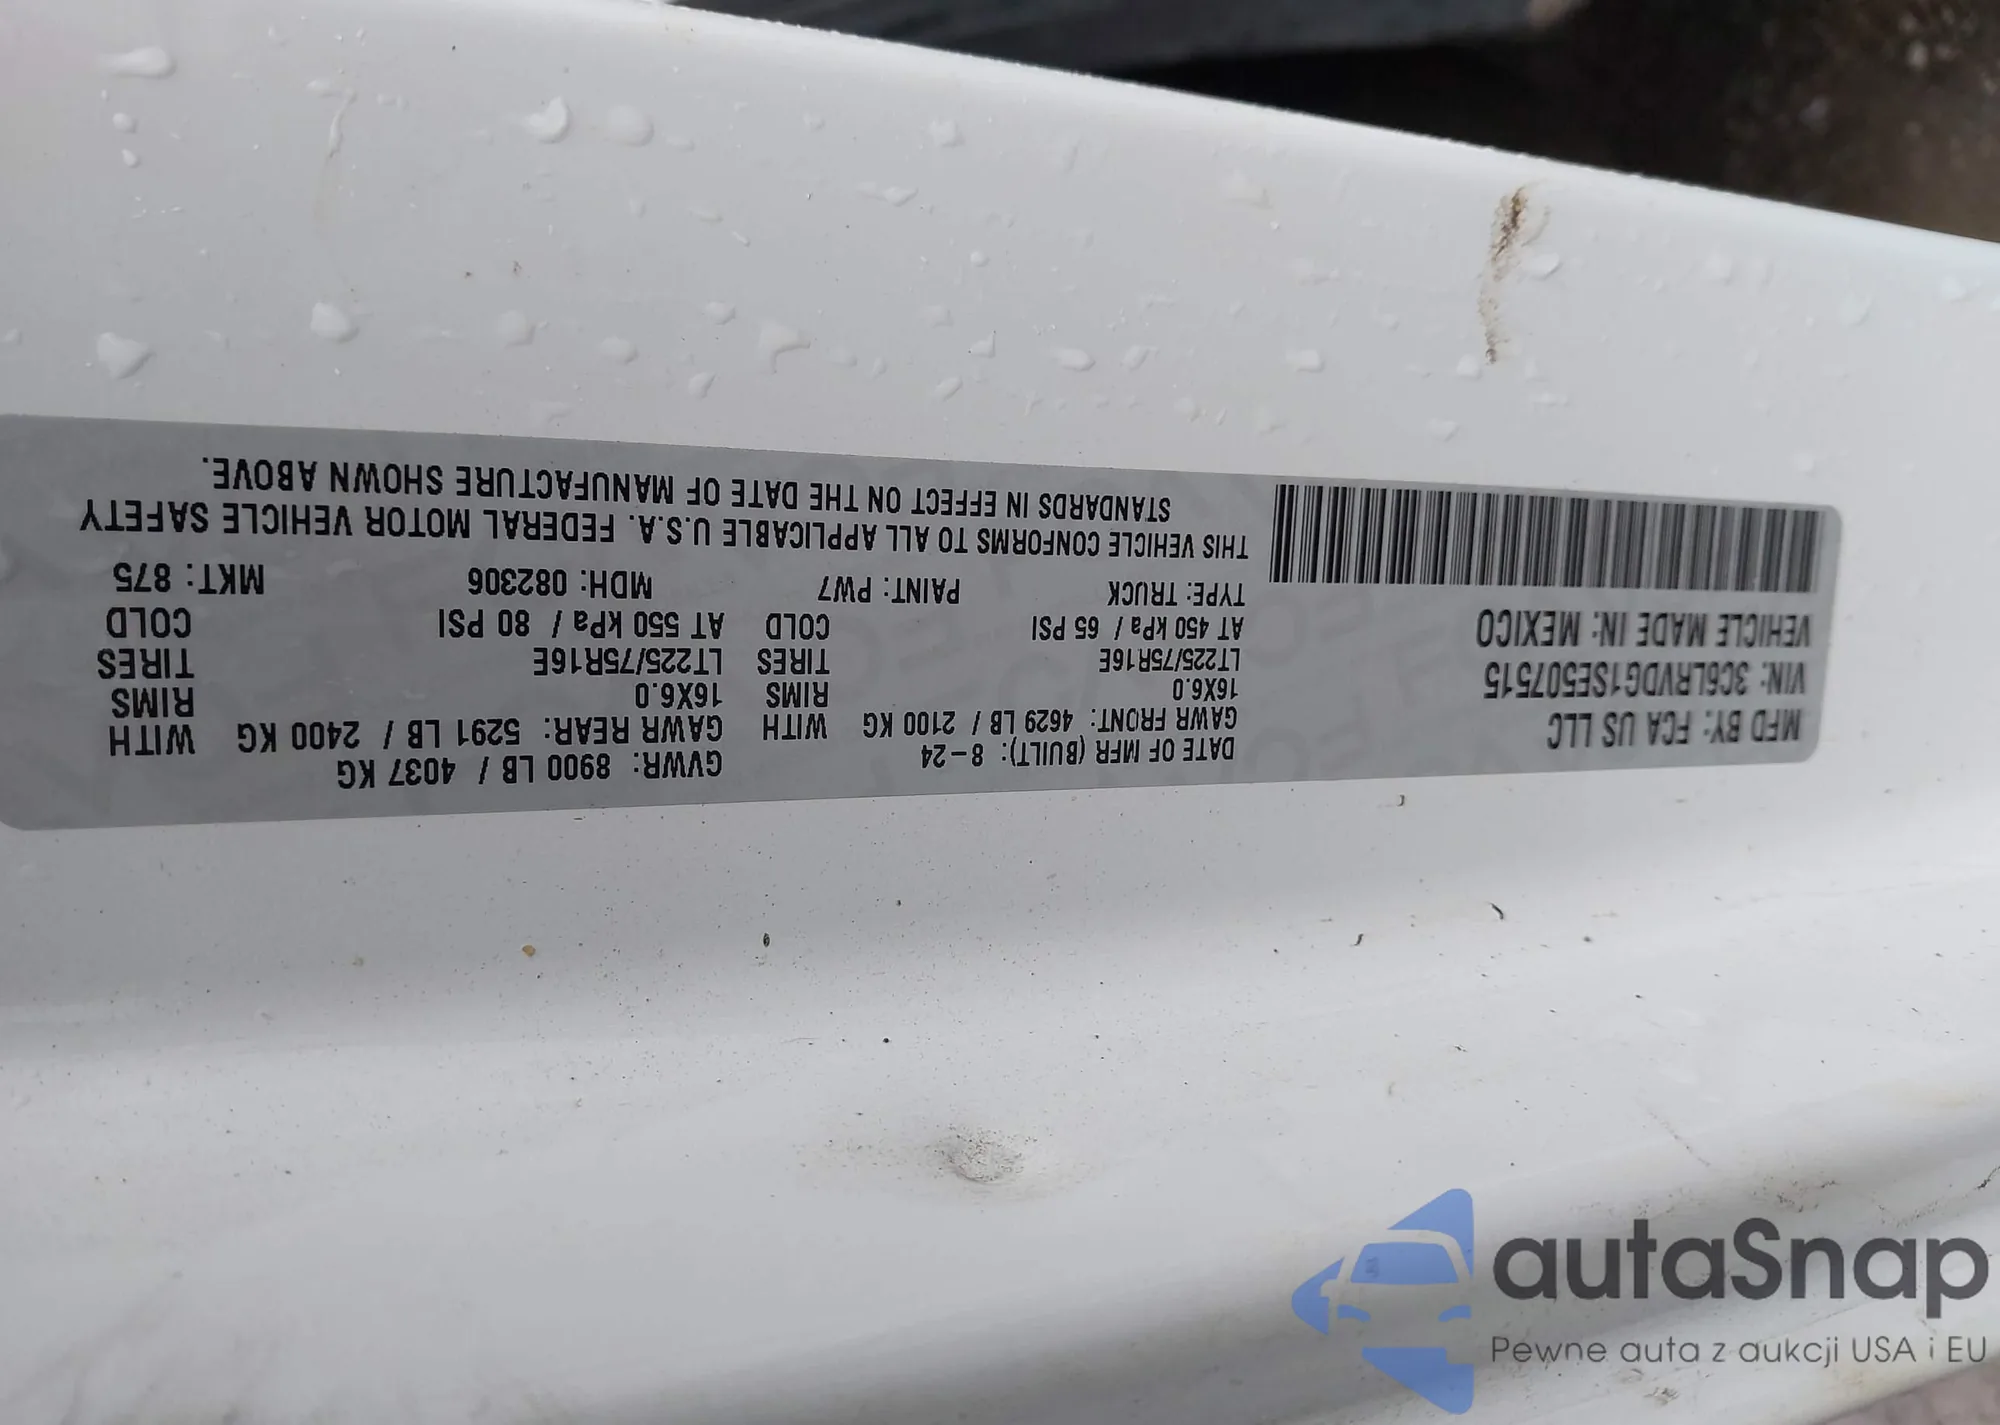 MFD BY: FCA US LLC
VIN: 3C6LRVDG1SE507515
VEHICLE MADE IN: MEXICO
DATE OF MFR (BUILT): 8-24
GVWR: 8900 LB / 4037 KG
GAWR FRONT: 4629 LB / 2100 KG WITH
GAWR REAR: 5291 LB / 2400 KG WITH
16X6.0 RIMS
16X6.0 RIMS
LT225/75R16E TIRES
LT225/75R16E TIRES
AT 450 kPa / 65 PSI COLD
AT 550 kPa / 80 PSI COLD
TYPE: TRUCK PAINT: PW7 MDH: 082306 MKT: 875
THIS VEHICLE CONFORMS TO ALL APPLICABLE U.S.A. FEDERAL MOTOR VEHICLE SAFETY
STANDARDS IN EFFECT ON THE DATE OF MANUFACTURE SHOWN ABOVE.
autaSnap
Pewne auta z aukcji USA i EU